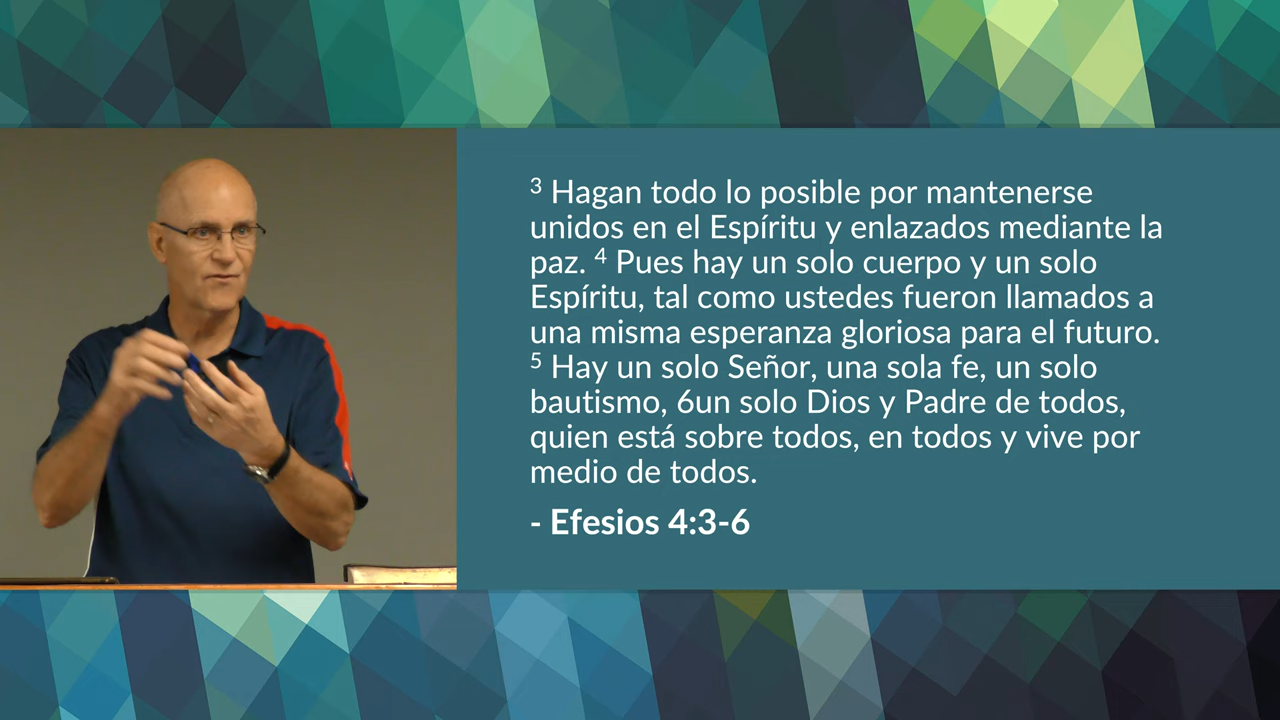 ³ Hagan todo lo posible por mantenerse
unidos en el Espíritu y enlazados mediante la
paz. ⁴ Pues hay un solo cuerpo y un solo
Espíritu, tal como ustedes fueron llamados a
una misma esperanza gloriosa para el futuro.
⁵ Hay un solo Señor, una sola fe, un solo
bautismo, 6un solo Dios y Padre de todos,
quien está sobre todos, en todos y vive por
medio de todos.
- Efesios 4:3-6